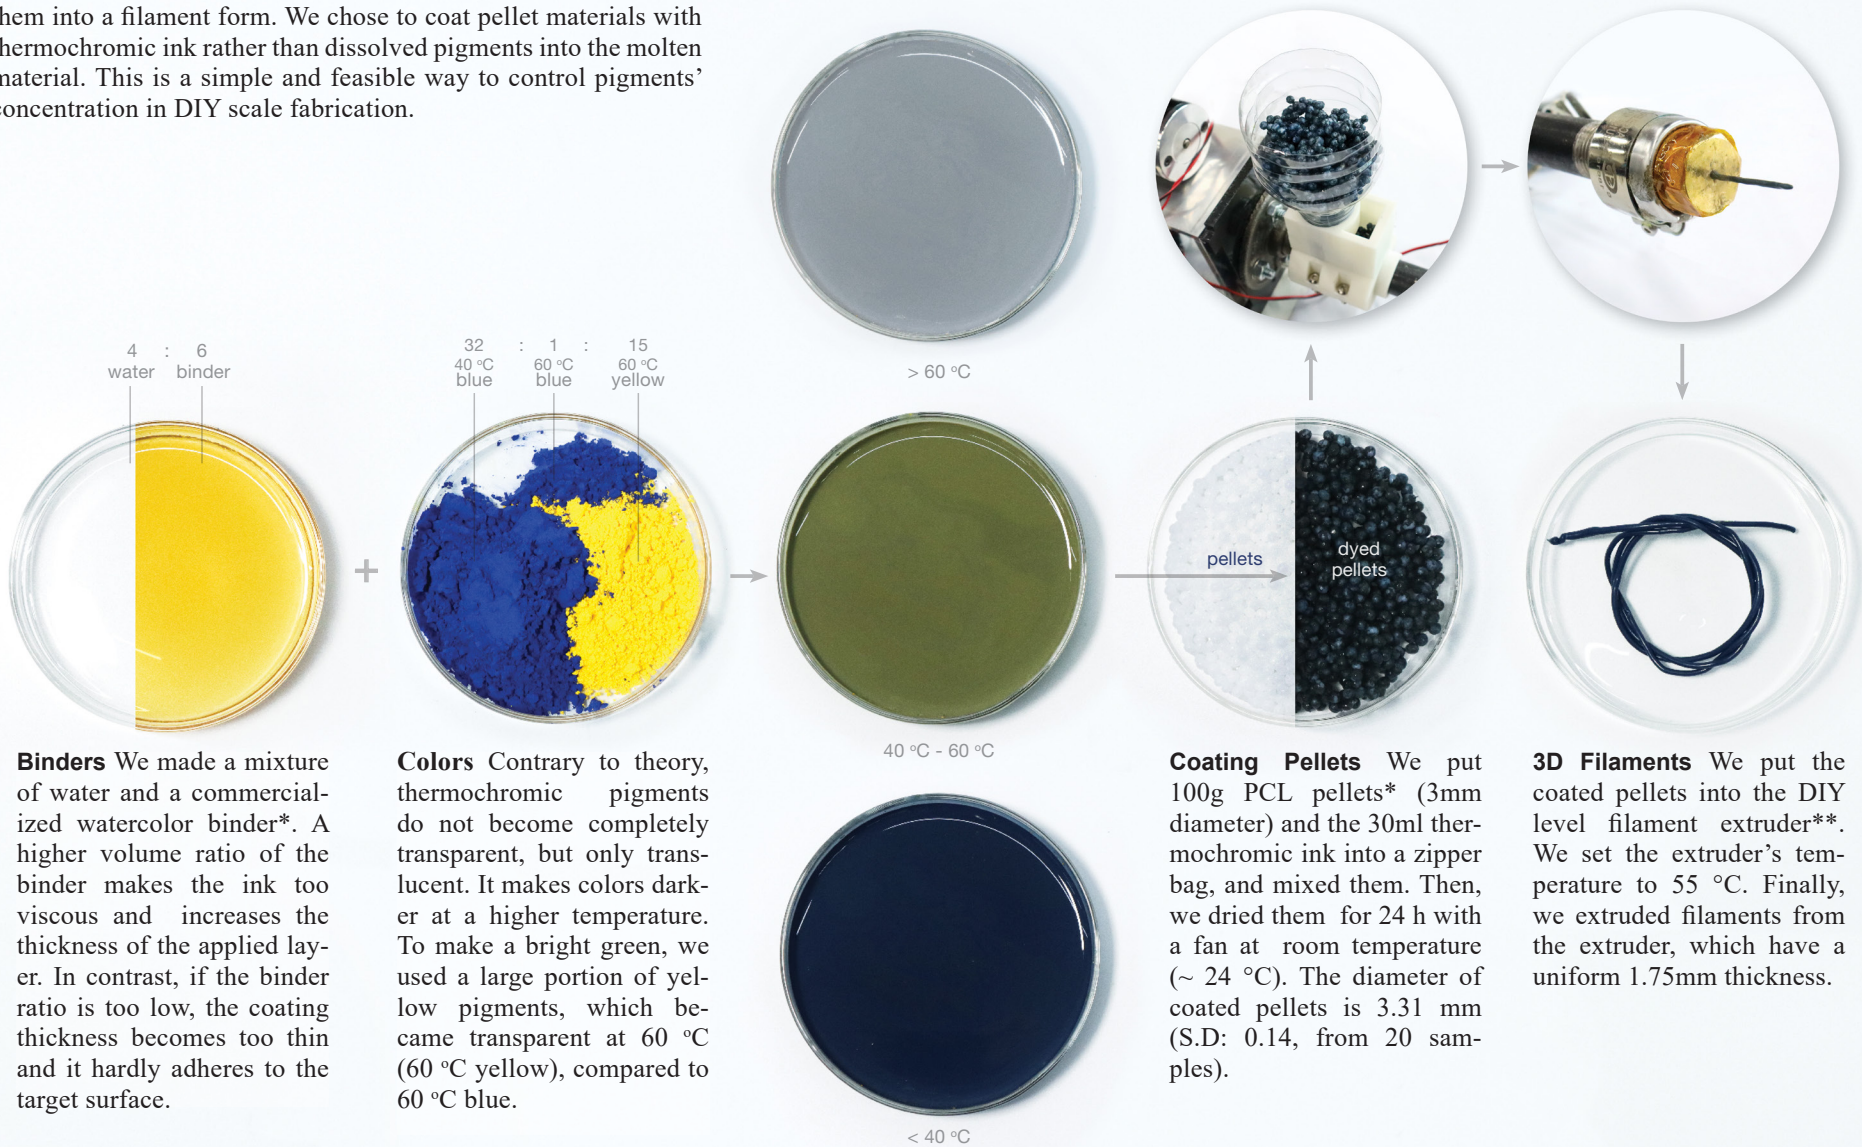 hem into a filament form. We chose to coat pellet materials with
hermochromic ink rather than dissolved pigments into the molten
material. This is a simple and feasible way to control pigments’
concentration in DIY scale fabrication.
4 : 6
water binder
32 : 1 : 15
40 °C 60 °C 60 °C
blue blue yellow
> 60 °C
+
pellets
dyed
pellets
40 °C - 60 °C
< 40 °C
Binders We made a mixture
of water and a commercial-
ized watercolor binder*. A
higher volume ratio of the
binder makes the ink too
viscous and increases the
thickness of the applied lay-
er. In contrast, if the binder
ratio is too low, the coating
thickness becomes too thin
and it hardly adheres to the
target surface.
Colors Contrary to theory,
thermochromic pigments
do not become completely
transparent, but only trans-
lucent. It makes colors dark-
er at a higher temperature.
To make a bright green, we
used a large portion of yel-
low pigments, which be-
came transparent at 60 °C
(60 °C yellow), compared to
60 °C blue.
Coating Pellets We put
100g PCL pellets* (3mm
diameter) and the 30ml ther-
mochromic ink into a zipper
bag, and mixed them. Then,
we dried them for 24 h with
a fan at room temperature
(~ 24 °C). The diameter of
coated pellets is 3.31 mm
(S.D: 0.14, from 20 sam-
ples).
3D Filaments We put the
coated pellets into the DIY
level filament extruder**.
We set the extruder’s tem-
perature to 55 °C. Finally,
we extruded filaments from
the extruder, which have a
uniform 1.75mm thickness.